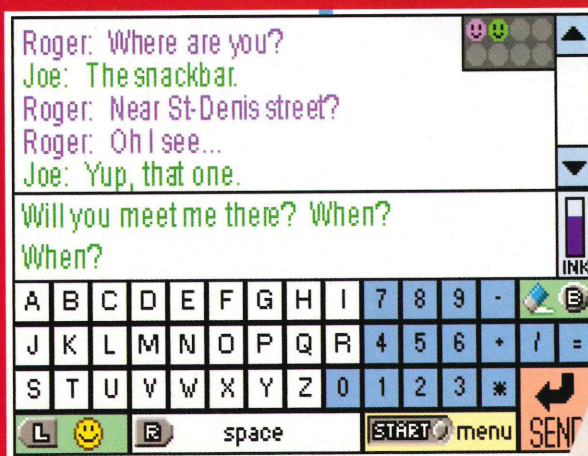 Roger: Where are you?
Joe: The snackbar.
Roger: Near St-Denis street?
Roger: Oh I see...
Joe: Yup, that one.
Will you meet me there? When?
When?
INK
A B C D E F G H I 7 8 9 - B
J K L M N O P Q R 4 5 6 + / =
S T U V W X Y Z 0 1 2 3 *
L R space START menu SEND